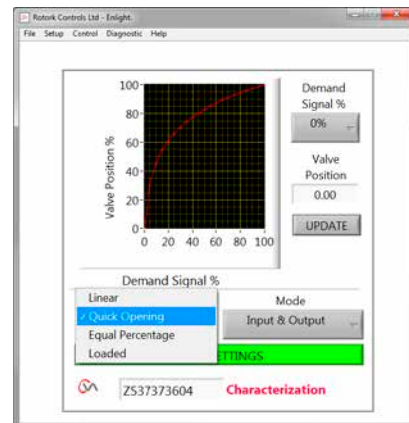 Rotork Controls Ltd - Enlight.
File Setup Control Diagnostic Help
Valve Position %
100
80
60
40
20
0
0 20 40 60 80 100
Demand Signal %
Demand
Signal %
0%
Valve
Position
0.00
UPDATE
Linear
✓ Quick Opening
Equal Percentage
Loaded
Mode
Input & Output
TTINGS
ZS37373604
Characterization